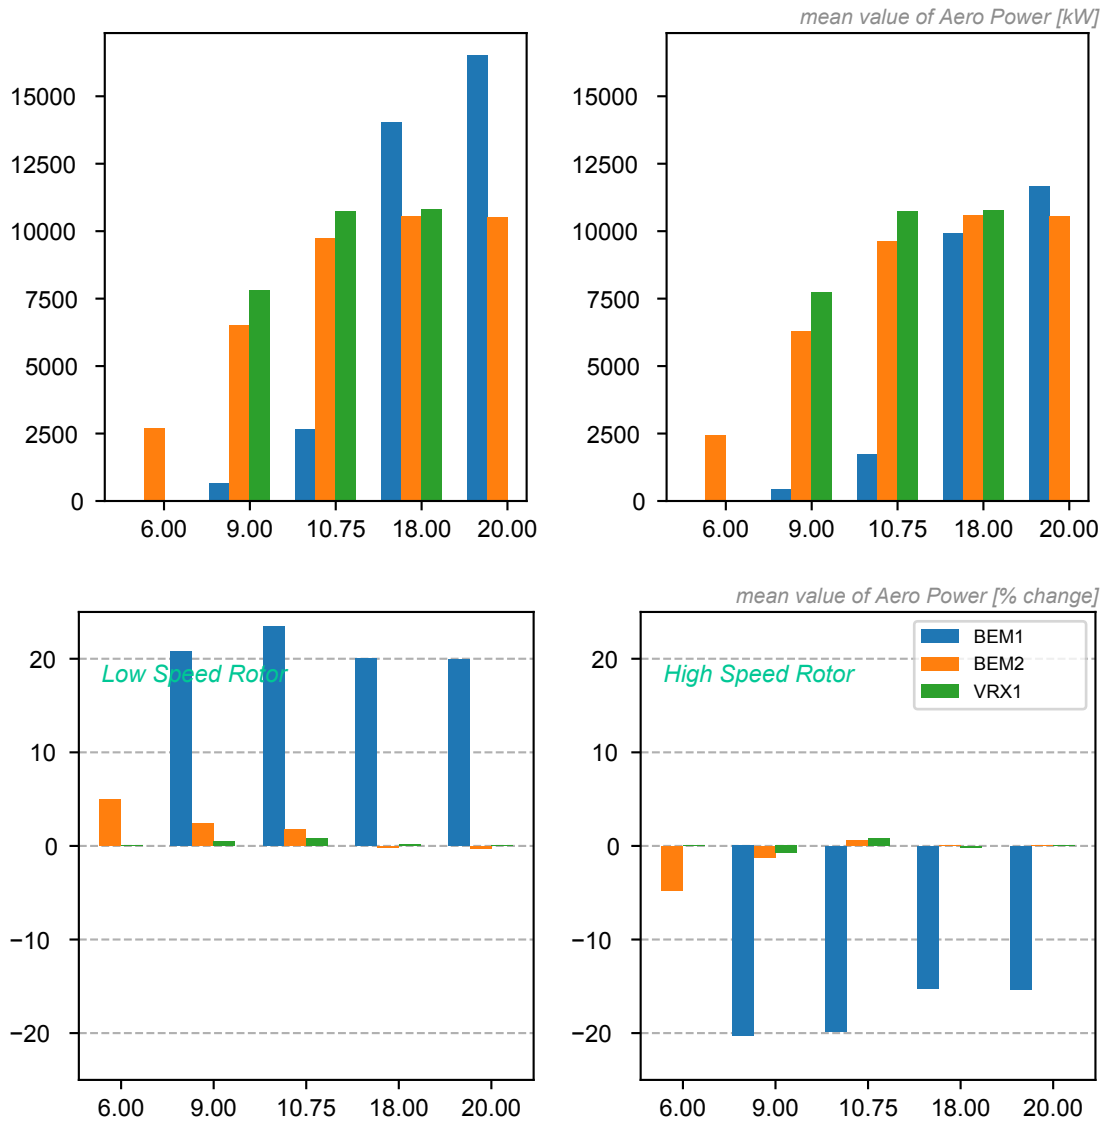 mean value of Aero Power [kW]
15000
12500
10000
7500
5000
2500
0
6.00 9.00 10.75 18.00 20.00
15000
12500
10000
7500
5000
2500
0
6.00 9.00 10.75 18.00 20.00
mean value of Aero Power [% change]
Low Speed Rotor
20
10
0
−10
−20
6.00 9.00 10.75 18.00 20.00
High Speed Rotor
BEM1
BEM2
VRX1
20
10
0
−10
−20
6.00 9.00 10.75 18.00 20.00